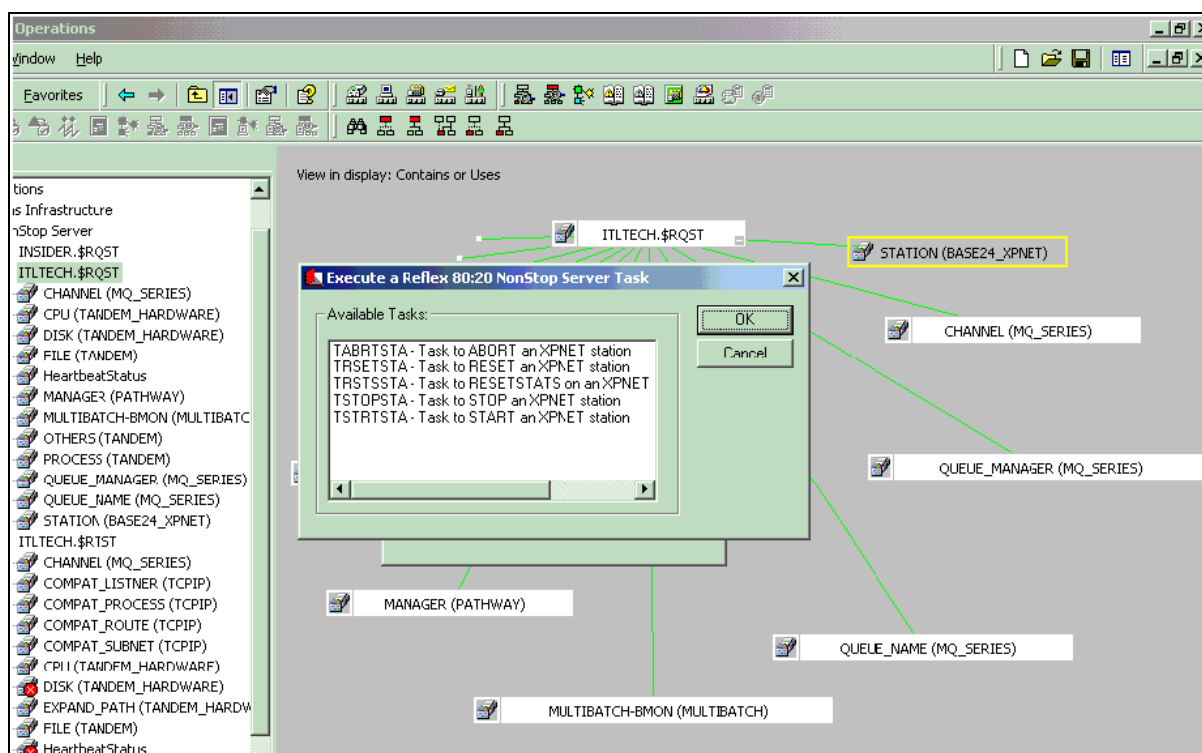 Operations
Window Help
Favorites
View in display: Contains or Uses
tions
s Infrastructure
nStop Server
INSIDER.$RQST
ITLTECH.$RQST
CHANNEL (MQ_SERIES)
CPU (TANDEM_HARDWARE)
DISK (TANDEM_HARDWARE)
FILE (TANDEM)
HeartbeatStatus
MANAGER (PATHWAY)
MULTIBATCH-BMON (MULTIBATC
OTHERS (TANDEM)
PROCESS (TANDEM)
QUEUE_MANAGER (MQ_SERIES)
QUEUE_NAME (MQ_SERIES)
STATION (BASE24_XPNET)
ITLTECH.$RTST
CHANNEL (MQ_SERIES)
COMPAT_LISTNER (TCPIP)
COMPAT_PROCESS (TCPIP)
COMPAT_ROUTE (TCPIP)
COMPAT_SUBNET (TCPIP)
CPU (TANDEM_HARDWARE)
DISK (TANDEM_HARDWARE)
EXPAND_PATH (TANDEM_HARDW
FILE (TANDEM)
HeartbeatStatus
ITLTECH.$RQST
STATION (BASE24_XPNET)
CHANNEL (MQ_SERIES)
QUEUE_MANAGER (MQ_SERIES)
QUEUE_NAME (MQ_SERIES)
MANAGER (PATHWAY)
MULTIBATCH-BMON (MULTIBATCH)
Execute a Reflex 80:20 NonStop Server Task
Available Tasks:
TABRTSTA - Task to ABORT an XPNET station
TRSETSTA - Task to RESET an XPNET station
TRSTSSTA - Task to RESETSTATS on an XPNET
TSTOPSTA - Task to STOP an XPNET station
TSTRTSTA - Task to START an XPNET station
OK
Cancel